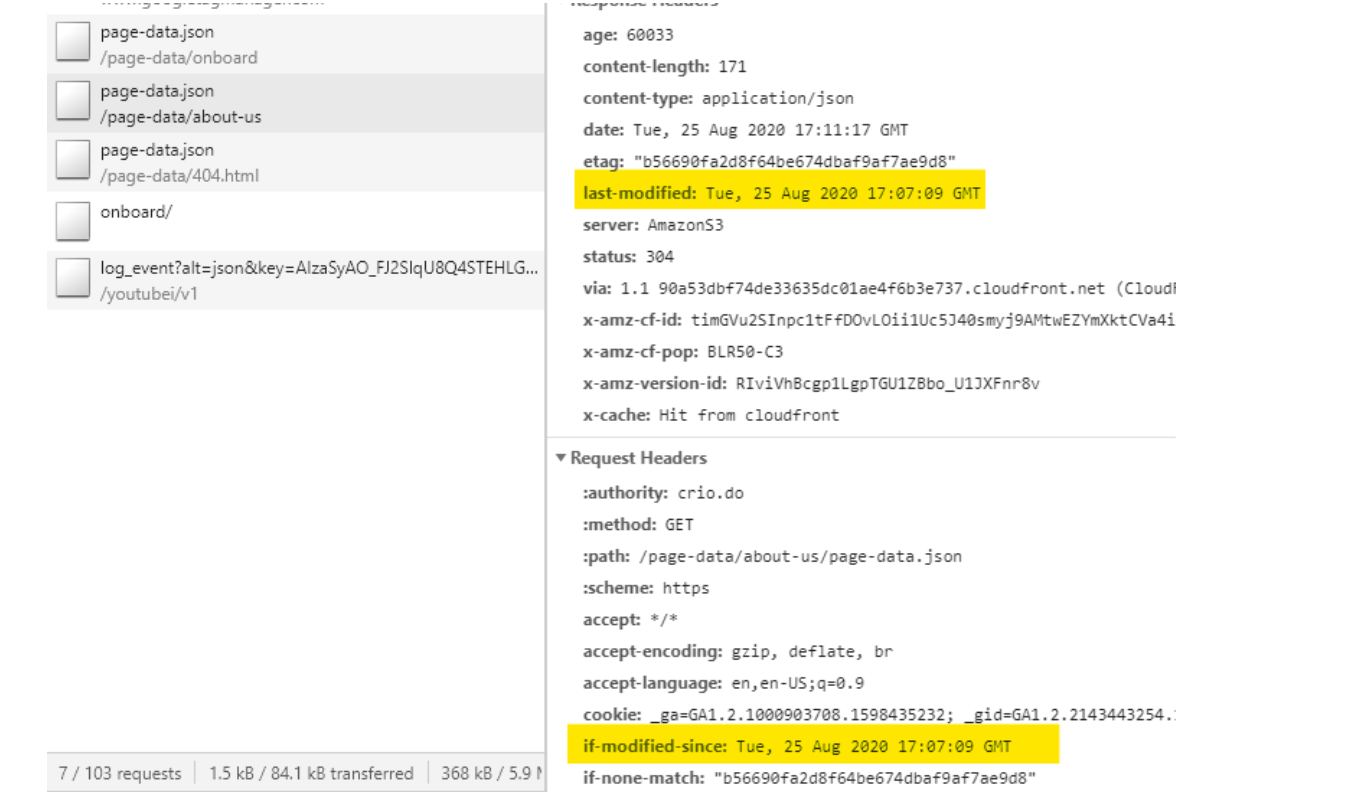 www.googletagmanager.com
page-data.json
/page-data/onboard
page-data.json
/page-data/about-us
page-data.json
/page-data/404.html
onboard/
log_event?alt=json&key=AIzaSyAO_FJ2SlqU8Q4STEHLG...
/youtubei/v1
7 / 103 requests
1.5 kB / 84.1 kB transferred
368 kB / 5.9
Response Headers
age: 60033
content-length: 171
content-type: application/json
date: Tue, 25 Aug 2020 17:11:17 GMT
etag: "b56690fa2d8f64be674dbaf9af7ae9d8"
last-modified: Tue, 25 Aug 2020 17:07:09 GMT
server: AmazonS3
status: 304
via: 1.1 90a53dbf74de33635dc01ae4f6b3e737.cloudfront.net (Cloud
x-amz-cf-id: timGVu2SInpc1tFfDOvLOii1Uc5J40smyj9AMtwEZYmXktCVa4i
x-amz-cf-pop: BLR50-C3
x-amz-version-id: RIviVhBcgp1LgpTGU1ZBbo_U1JXFnr8v
x-cache: Hit from cloudfront
Request Headers
:authority: crio.do
:method: GET
:path: /page-data/about-us/page-data.json
:scheme: https
accept: */*
accept-encoding: gzip, deflate, br
accept-language: en,en-US;q=0.9
cookie: _ga=GA1.2.1000903708.1598435232; _gid=GA1.2.2143443254.
if-modified-since: Tue, 25 Aug 2020 17:07:09 GMT
if-none-match: "b56690fa2d8f64be674dbaf9af7ae9d8"